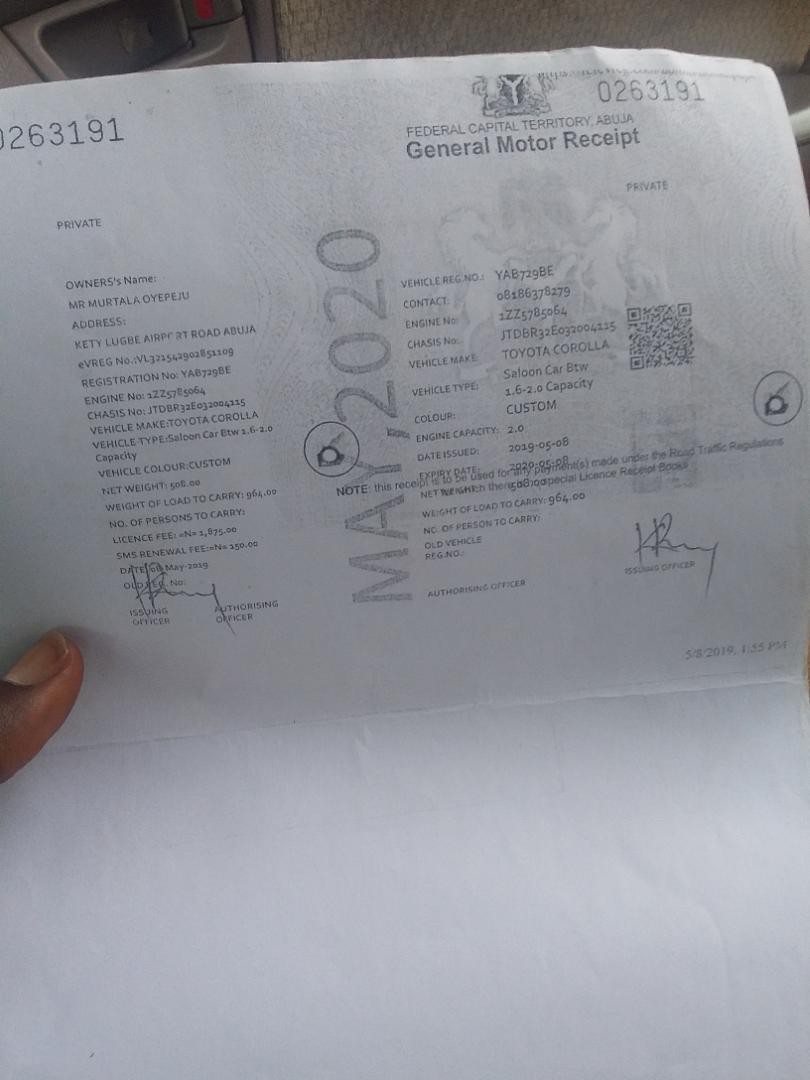 0263191
PRIVATE
OWNERS's Name:
MR MURTALA OYEPEJU
ADDRESS:
KETY LUGBE AIRPORT ROAD ABUJA
eVREG No.:VL321542902851109
REGISTRATION No: YAB729BE
ENGINE No: 1ZZ5785064
CHASIS No: JTDBR32E032004115
VEHICLE MAKE:TOYOTA COROLLA
VEHICLE TYPE:Saloon Car Btw 1.6-2.0
Capacity
VEHICLE COLOUR:CUSTOM
NET WEIGHT: 508.00
WEIGHT OF LOAD TO CARRY: 964.00
NO. OF PERSONS TO CARRY:
LICENCE FEE: =N= 1,875.00
SMS RENEWAL FEE:=N= 150.00
DATE: 08 May-2019
OLD REG. No:
ISSUING OFFICER
AUTHORISING OFFICER
MAY 2020
0263191
FEDERAL CAPITAL TERRITORY, ABUJA
General Motor Receipt
PRIVATE
VEHICLE REG.NO.: YAB729BE
CONTACT: 08186378279
ENGINE No: 1ZZ5785064
CHASIS No: JTDBR32E032004115
VEHICLE MAKE: TOYOTA COROLLA
VEHICLE TYPE: Saloon Car Btw
1.6-2.0 Capacity
COLOUR: CUSTOM
ENGINE CAPACITY: 2.0
DATE ISSUED: 2019-05-08
EXPIRY DATE: 2020-05-08
NOTE: this receipt is to be used for any payment(s) made under the Road Traffic Regulations
special Licence Receipt Books
NET WEIGHT: 508.00
WEIGHT OF LOAD TO CARRY: 964.00
NO. OF PERSON TO CARRY:
OLD VEHICLE
REG.NO.:
AUTHORISING OFFICER
ISSUING OFFICER
5/8/2019, 1:55 PM